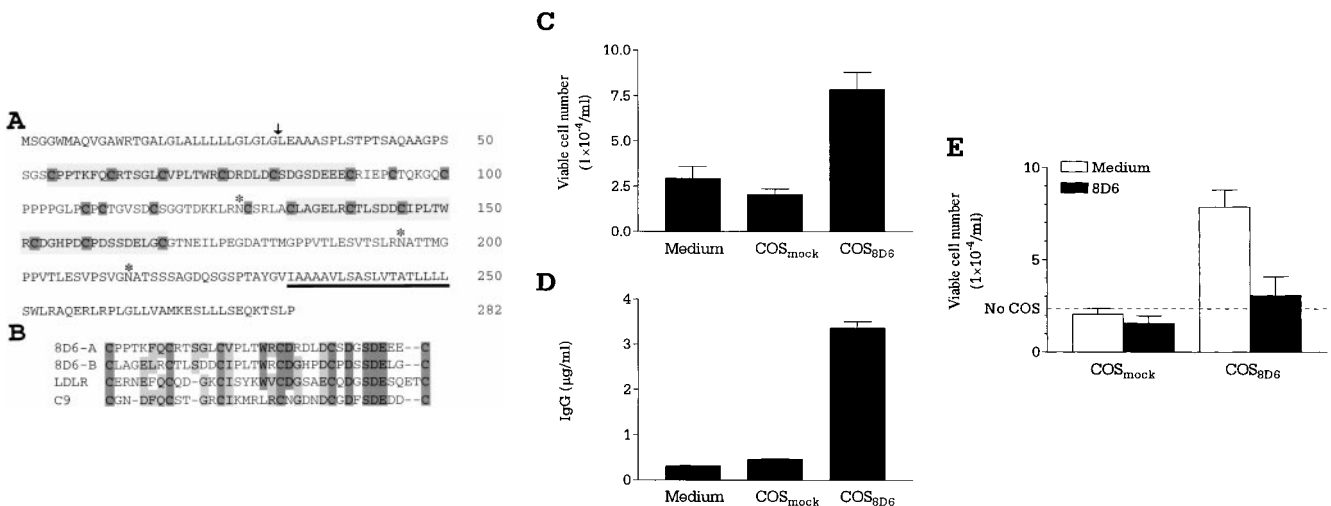 A
MSGGWMAQVGAWRTGALGLALLLLLGLGLGLEAAASPLSTPTSAQAAGPS 50
SGSCPPTKFQCRTSGLCVPLTWRCDRDLDCSDGSDEEECRIEPCTQKGQC 100
PPPPGLPCPCTGVSDCSGGTDKKLRNCSRLACLAGELRCTLSDDCIPLTW 150
RCDGHPDCPDSSDELGCGTNEILPEGDATTMGPPVTLESVTSLRNATTMG 200
PPVTLESVPSVGNATSSSAGDQSGSPTAYGVIAAAAVLSASLVTATLLLL 250
SWLRAQERLRPLGLLVAMKESLLLSEQKTSLP 282
B
8D6-A CPPTKFQCRTSGLCVPLTWRCDRDLDCSDGSDEE--C
8D6-B CLAGELRCTLSDDCIPLTWRCDGHPDCPDSSDELG-C
LDLR CERNEFQCQD-GKCISYKWVCDGSAECQDGSDESQETC
C9 CGN-DFQCST-GRCIKMRLRCNGDNDCGDFSDEDD--C
C
Viable cell number
(1×10⁻⁴/ml)
10.0
7.5
5.0
2.5
0.0
Medium COSmock COS8D6
D
IgG (μg/ml)
4
3
2
1
0
Medium COSmock COS8D6
E
Medium
8D6
Viable cell number
(1×10⁻⁴/ml)
10
5
0
No COS
COSmock COS8D6